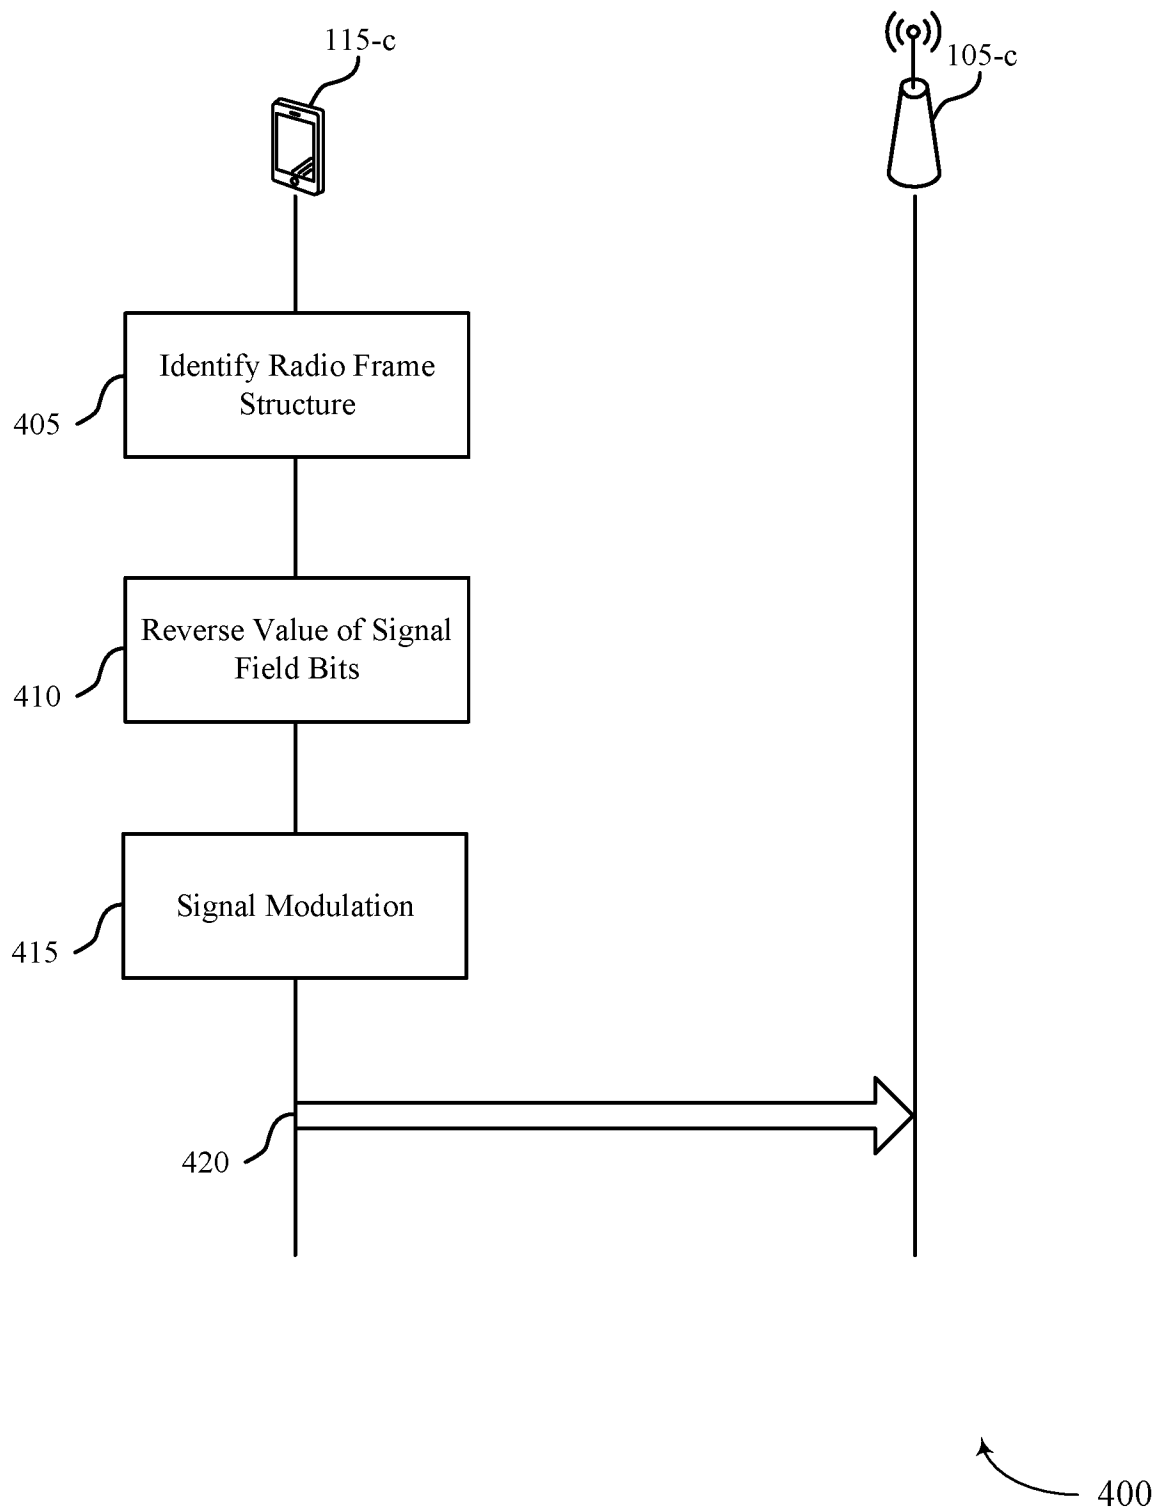 115-c
105-c
Identify Radio Frame
Structure
405
Reverse Value of Signal
Field Bits
410
Signal Modulation
415
420
400